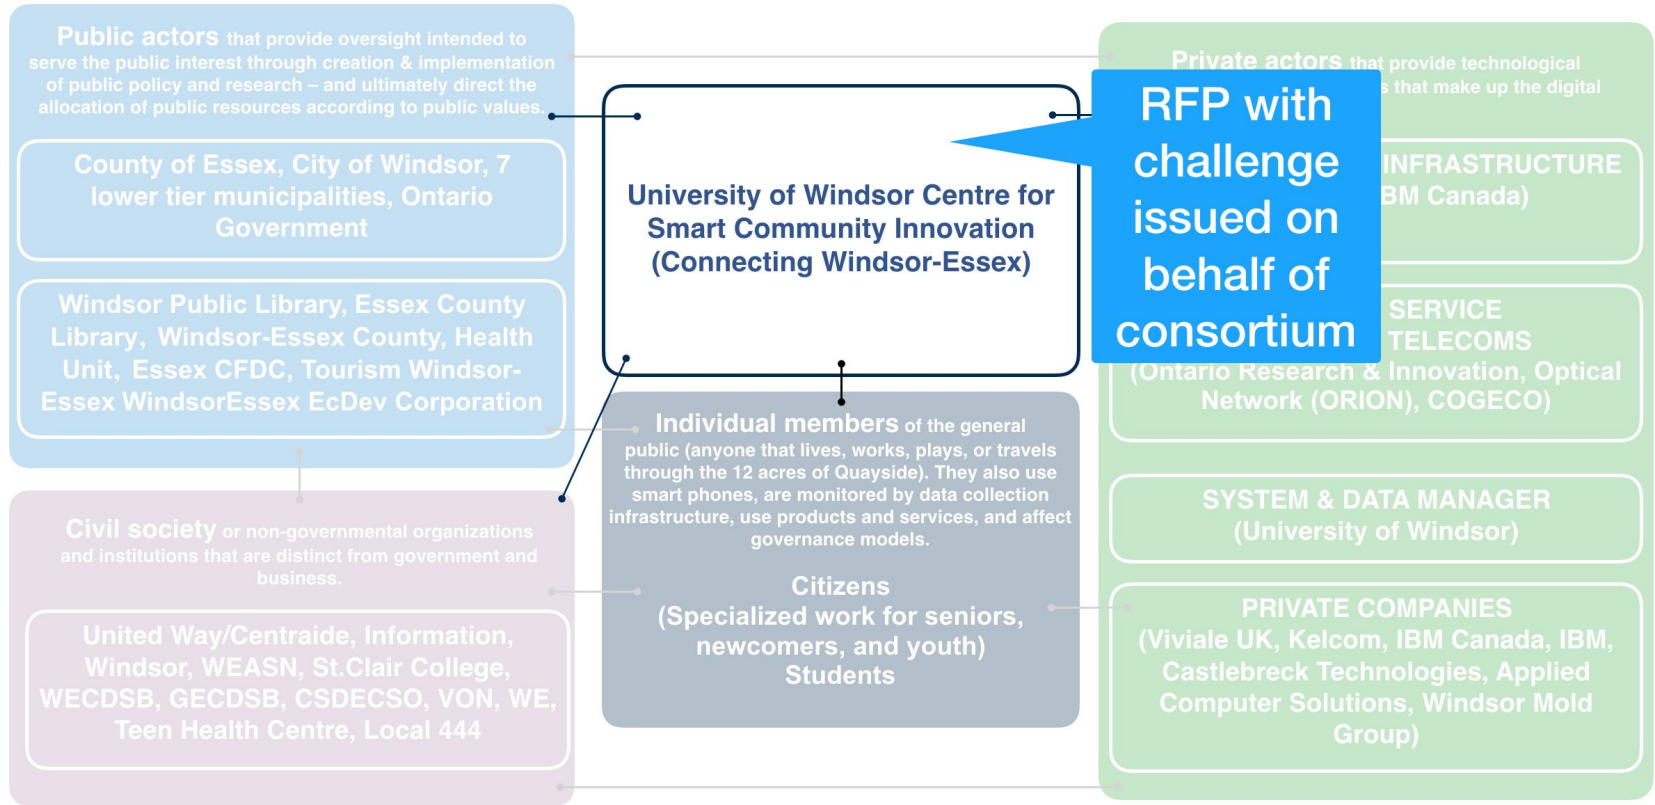 Public actors that provide oversight intended to
serve the public interest through creation & implementation
of public policy and research – and ultimately direct the
allocation of public resources according to public values.
County of Essex, City of Windsor, 7
lower tier municipalities, Ontario
Government
Windsor Public Library, Essex County
Library, Windsor-Essex County, Health
Unit, Essex CFDC, Tourism Windsor-
Essex WindsorEssex EcDev Corporation
Civil society or non-governmental organizations
and institutions that are distinct from government and
business.
United Way/Centraide, Information,
Windsor, WEASN, St.Clair College,
WECDSB, GECDSB, CSDECSO, VON, WE,
Teen Health Centre, Local 444
University of Windsor Centre for
Smart Community Innovation
(Connecting Windsor-Essex)
Individual members of the general
public (anyone that lives, works, plays, or travels
through the 12 acres of Quayside). They also use
smart phones, are monitored by data collection
infrastructure, use products and services, and affect
governance models.
Citizens
(Specialized work for seniors,
newcomers, and youth)
Students
RFP with
challenge
issued on
behalf of
consortium
Private actors that provide technological
that make up the digital
INFRASTRUCTURE
Canada)
SERVICE
TELECOMS
(Ontario Research & Innovation, Optical
Network (ORION), COGECO)
SYSTEM & DATA MANAGER
(University of Windsor)
PRIVATE COMPANIES
(Viviale UK, Kelcom, IBM Canada, IBM,
Castlebreck Technologies, Applied
Computer Solutions, Windsor Mold
Group)